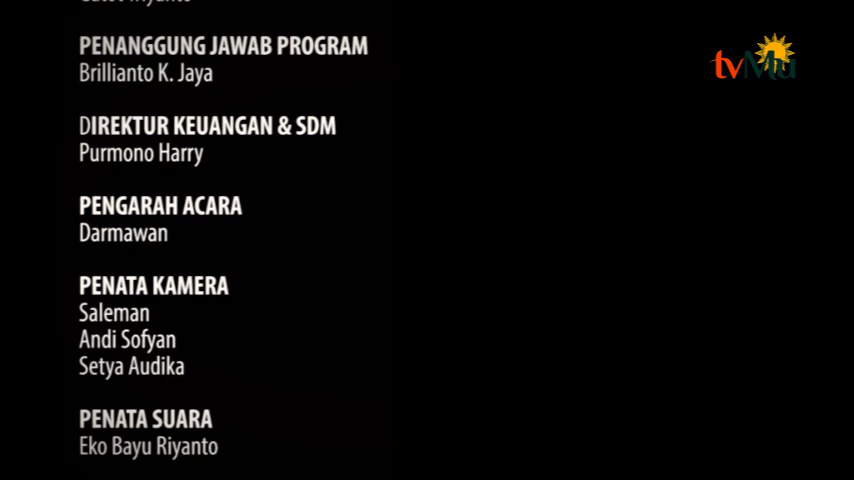 PENANGGUNG JAWAB PROGRAM
Brillianto K. Jaya
DIREKTUR KEUANGAN & SDM
Purmono Harry
PENGARAH ACARA
Darmawan
PENATA KAMERA
Saleman
Andi Sofyan
Setya Audika
PENATA SUARA
Eko Bayu Riyanto
tvMu